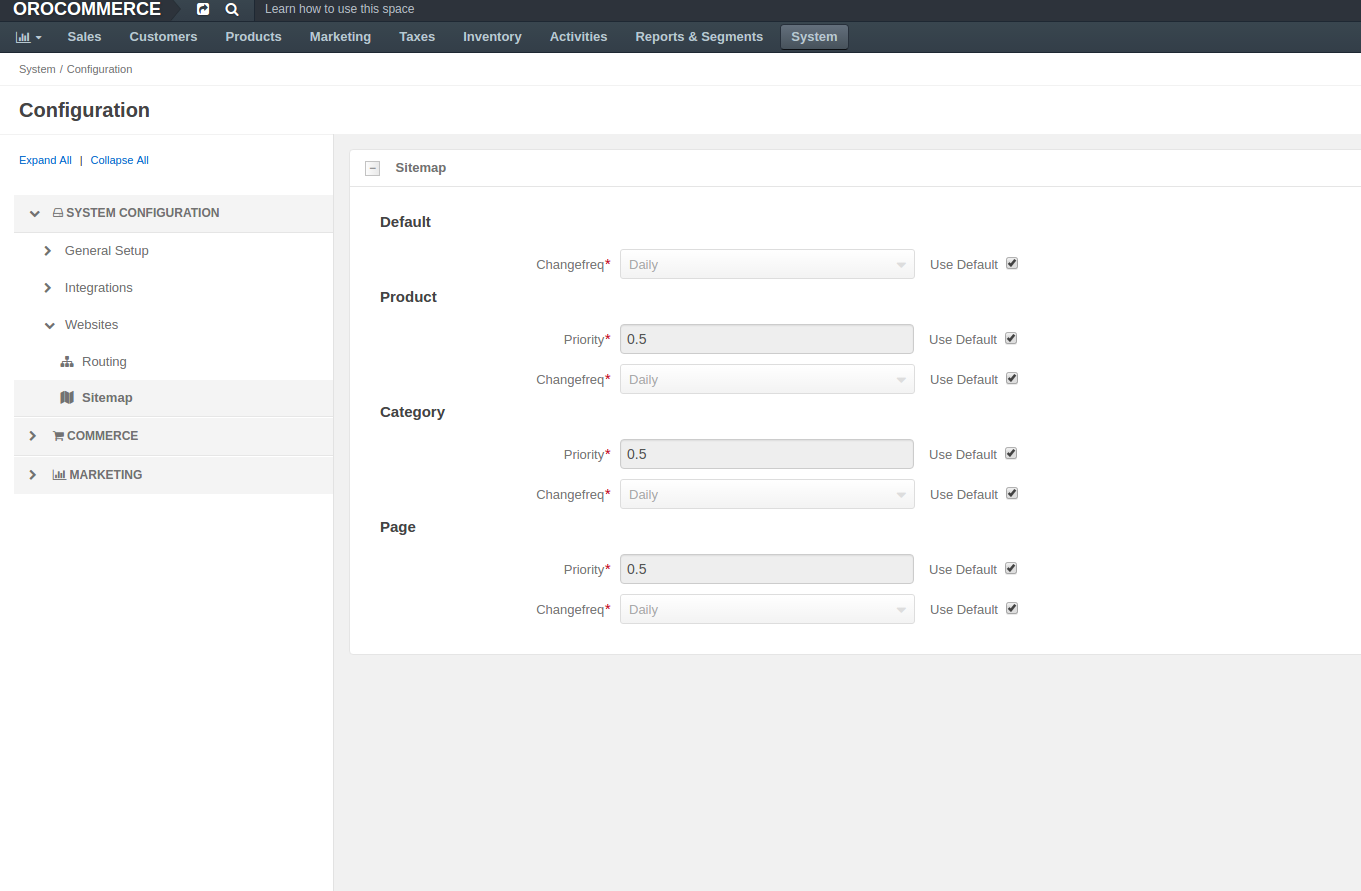 OROCOMMERCE Learn how to use this space
Sales Customers Products Marketing Taxes Inventory Activities Reports & Segments System
System / Configuration
Configuration
Expand All | Collapse All
SYSTEM CONFIGURATION
General Setup
Integrations
Websites
Routing
Sitemap
COMMERCE
MARKETING
Sitemap
Default
Changefreq* Daily Use Default
Product
Priority* 0.5 Use Default
Changefreq* Daily Use Default
Category
Priority* 0.5 Use Default
Changefreq* Daily Use Default
Page
Priority* 0.5 Use Default
Changefreq* Daily Use Default